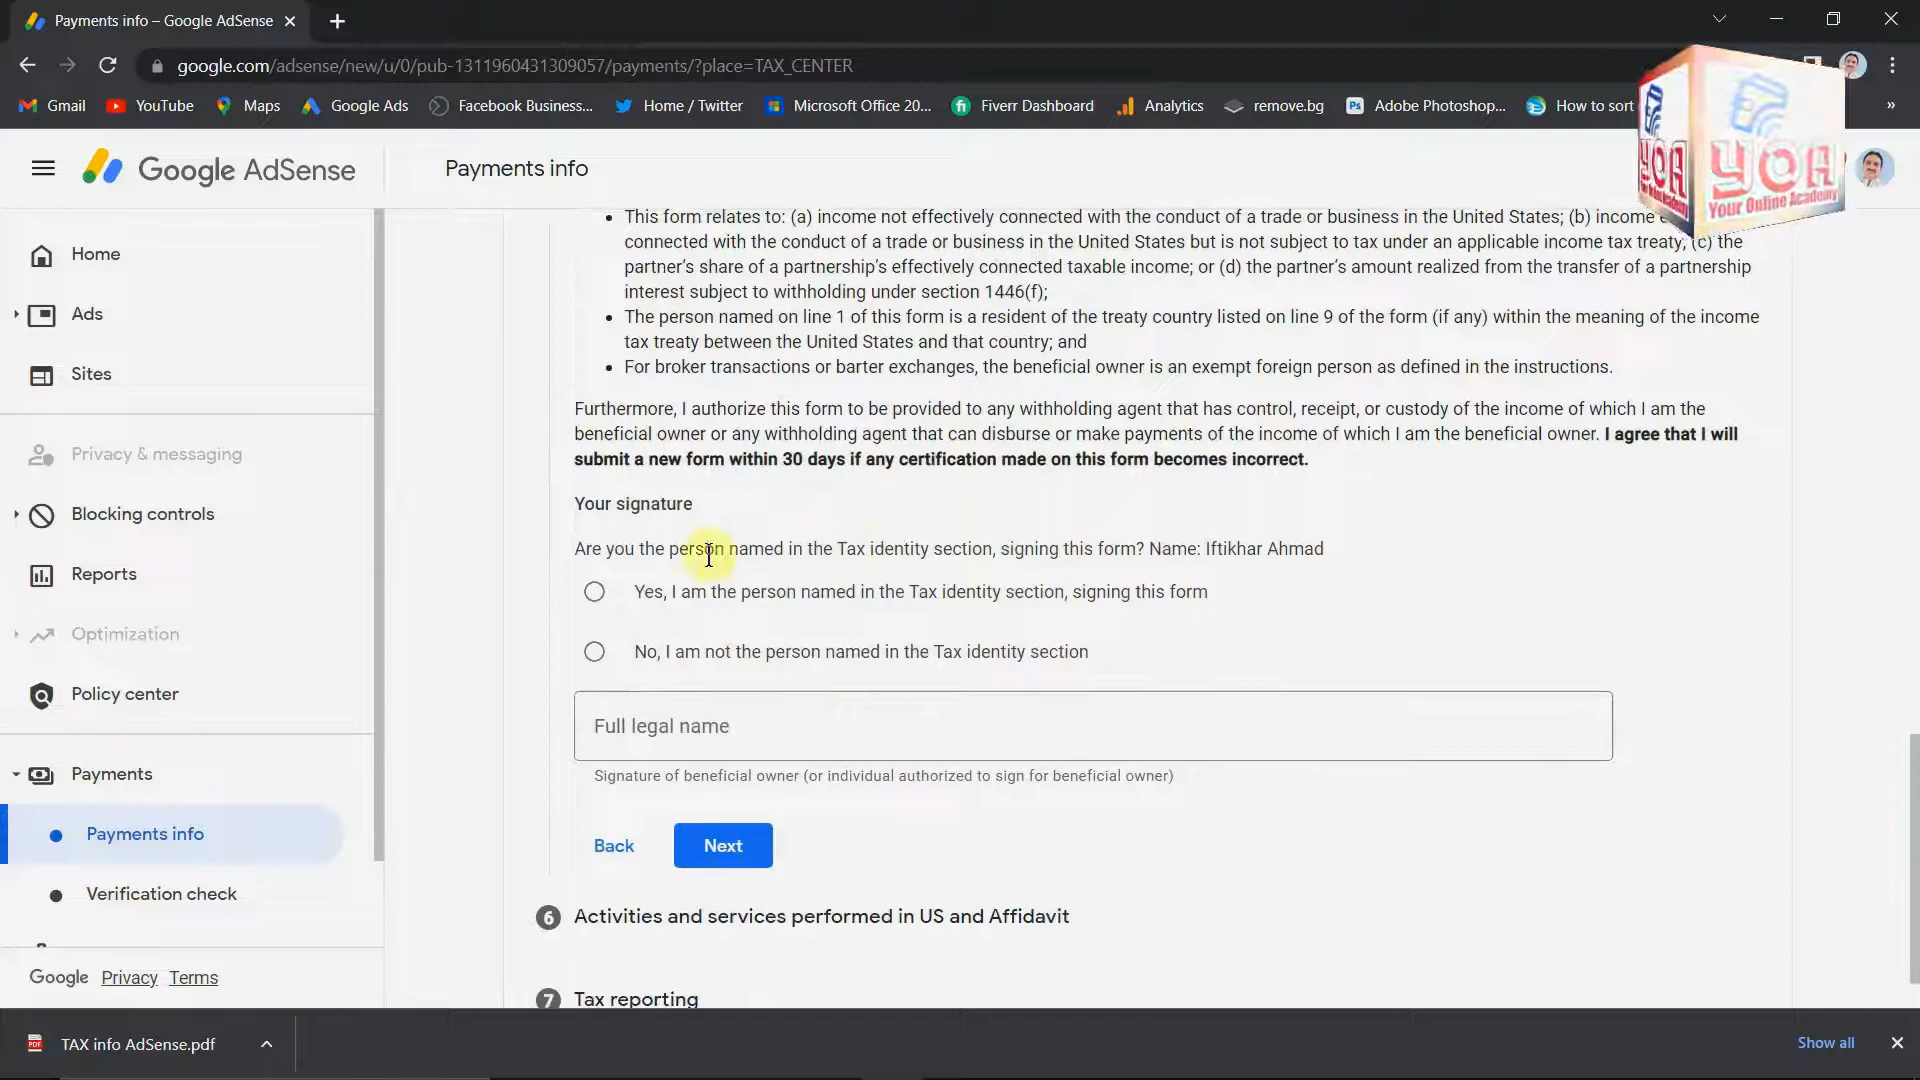 Payments info – Google AdSense
google.com/adsense/new/u/0/pub-1311960431309057/payments/?place=TAX_CENTER
Gmail YouTube Maps Google Ads Facebook Business... Home / Twitter Microsoft Office 20... Fiverr Dashboard Analytics remove.bg Adobe Photoshop... How to sort »
YOA
YOA
Your Online Academy
Google AdSense
Payments info
Home
Ads
Sites
Privacy & messaging
Blocking controls
Reports
Optimization
Policy center
Payments
Payments info
Verification check
Google Privacy Terms
This form relates to: (a) income not effectively connected with the conduct of a trade or business in the United States; (b) income
connected with the conduct of a trade or business in the United States but is not subject to tax under an applicable income tax treaty; (c) the
partner's share of a partnership's effectively connected taxable income; or (d) the partner's amount realized from the transfer of a partnership
interest subject to withholding under section 1446(f);
The person named on line 1 of this form is a resident of the treaty country listed on line 9 of the form (if any) within the meaning of the income
tax treaty between the United States and that country; and
For broker transactions or barter exchanges, the beneficial owner is an exempt foreign person as defined in the instructions.
Furthermore, I authorize this form to be provided to any withholding agent that has control, receipt, or custody of the income of which I am the
beneficial owner or any withholding agent that can disburse or make payments of the income of which I am the beneficial owner. I agree that I will
submit a new form within 30 days if any certification made on this form becomes incorrect.
Your signature
Are you the person named in the Tax identity section, signing this form? Name: Iftikhar Ahmad
Yes, I am the person named in the Tax identity section, signing this form
No, I am not the person named in the Tax identity section
Full legal name
Signature of beneficial owner (or individual authorized to sign for beneficial owner)
Back Next
6 Activities and services performed in US and Affidavit
7 Tax reporting
TAX info AdSense.pdf
Show all